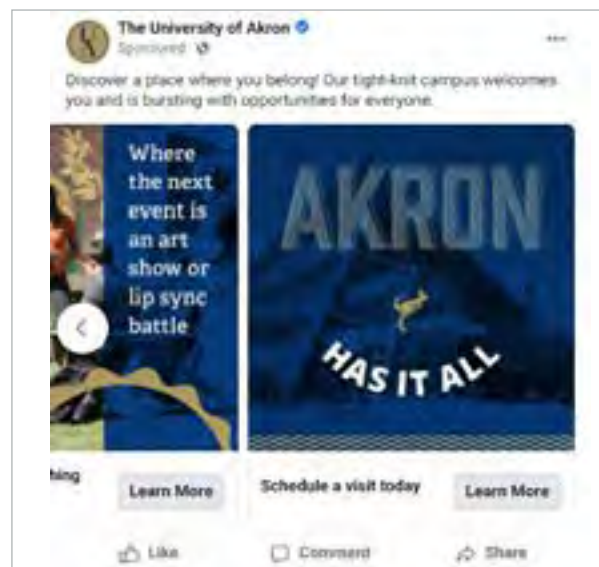 The University of Akron
Sponsored
Discover a place where you belong! Our tight-knit campus welcomes
you and is bursting with opportunities for everyone.
Where
the next
event is
an art
show or
lip sync
battle
AKRON
HAS IT ALL
hing
Learn More
Schedule a visit today
Learn More
Like
Comment
Share